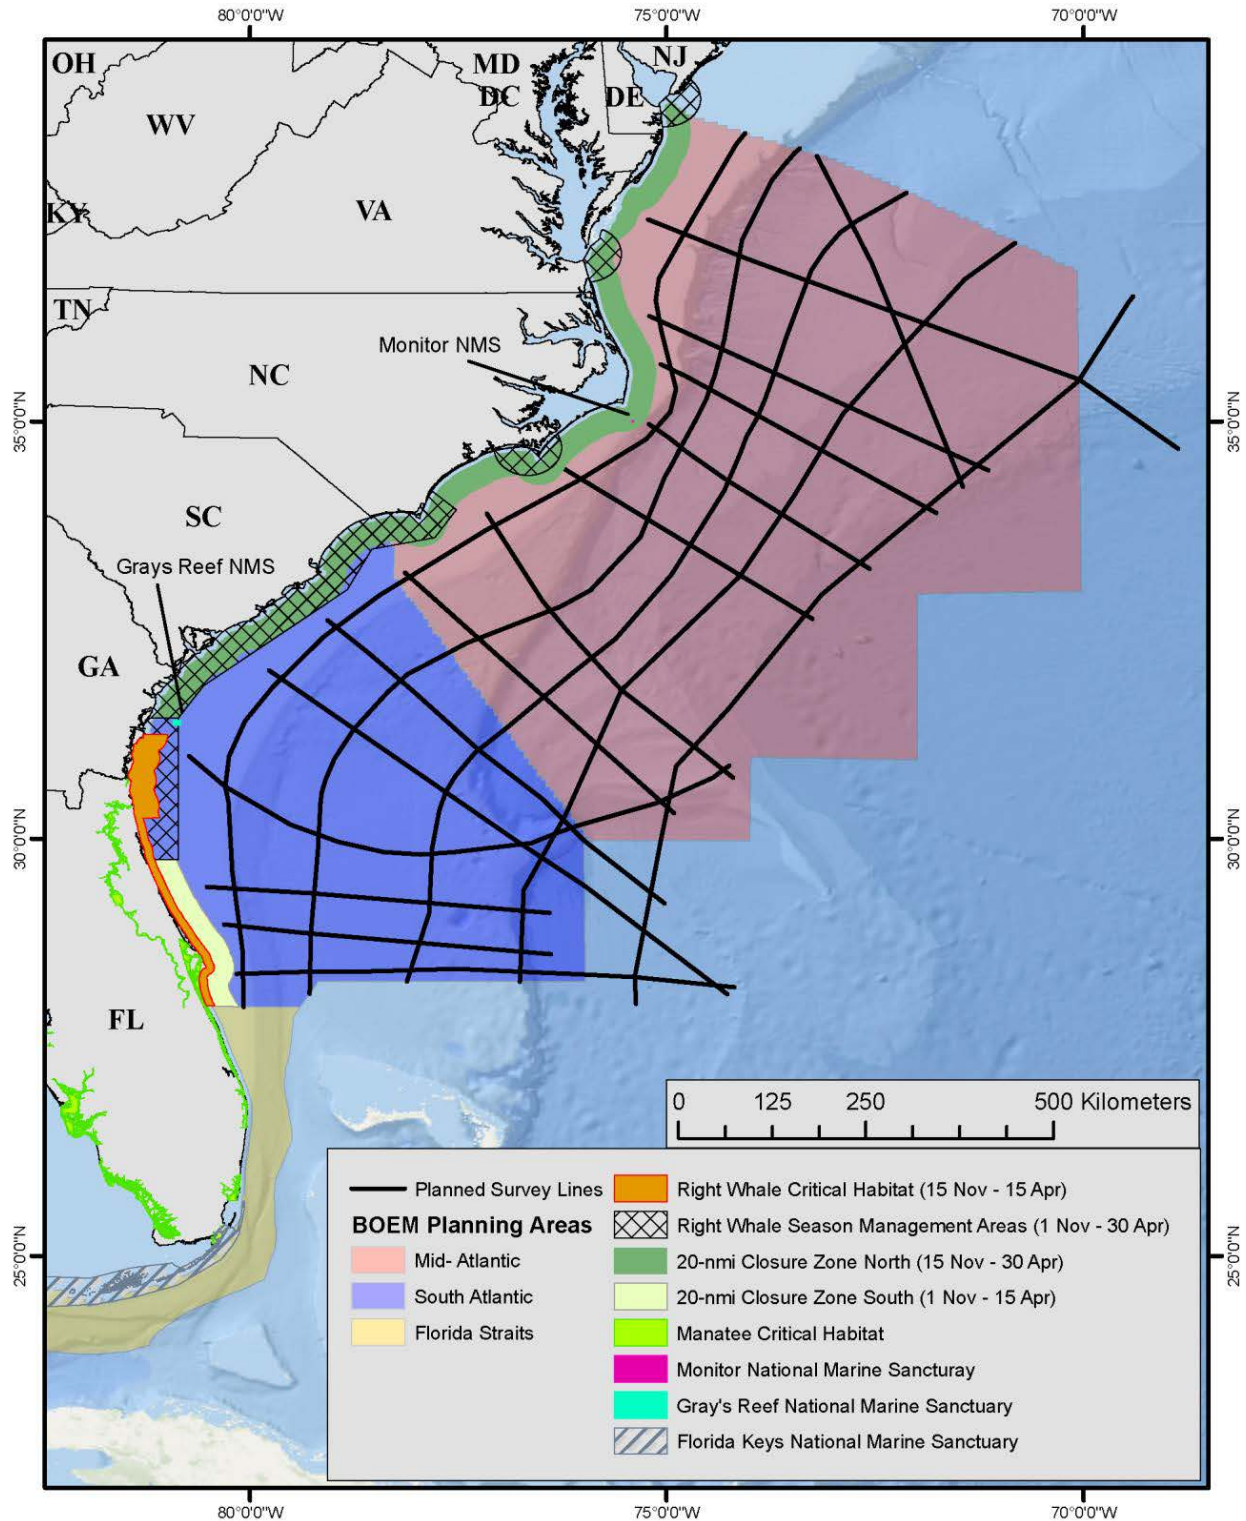 80°0'0"W 75°0'0"W 70°0'0"W
OH MD NJ
DC DE
WV
KY VA
TN
Monitor NMS
NC
35°0'0"N 35°0'0"N
SC
Grays Reef NMS
GA
30°0'0"N 30°0'0"N
FL
0 125 250 500 Kilometers
Planned Survey Lines
BOEM Planning Areas
Mid- Atlantic
South Atlantic
Florida Straits
Right Whale Critical Habitat (15 Nov - 15 Apr)
Right Whale Season Management Areas (1 Nov - 30 Apr)
20-nmi Closure Zone North (15 Nov - 30 Apr)
20-nmi Closure Zone South (1 Nov - 15 Apr)
Manatee Critical Habitat
Monitor National Marine Sancturay
Gray's Reef National Marine Sanctuary
Florida Keys National Marine Sanctuary
25°0'0"N 25°0'0"N
80°0'0"W 75°0'0"W 70°0'0"W